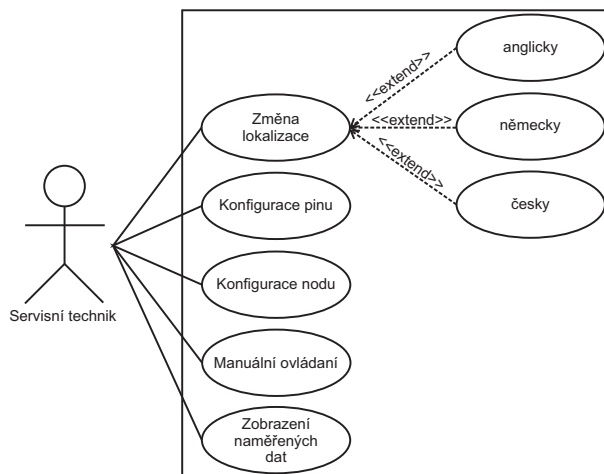 anglicky
<<extend>>
Změna
lokalizace
<<extend>>
německy
<<extend>>
česky
Konfigurace pinu
Konfigurace nodu
Servisní technik
Manuální ovládaní
Zobrazení
naměřených
dat